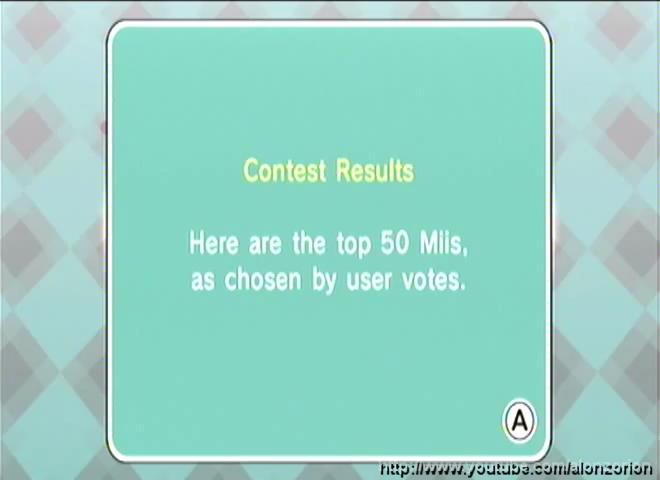 Contest Results
Here are the top 50 Miis,
as chosen by user votes.
A
http://www.youtube.com/alonzorion